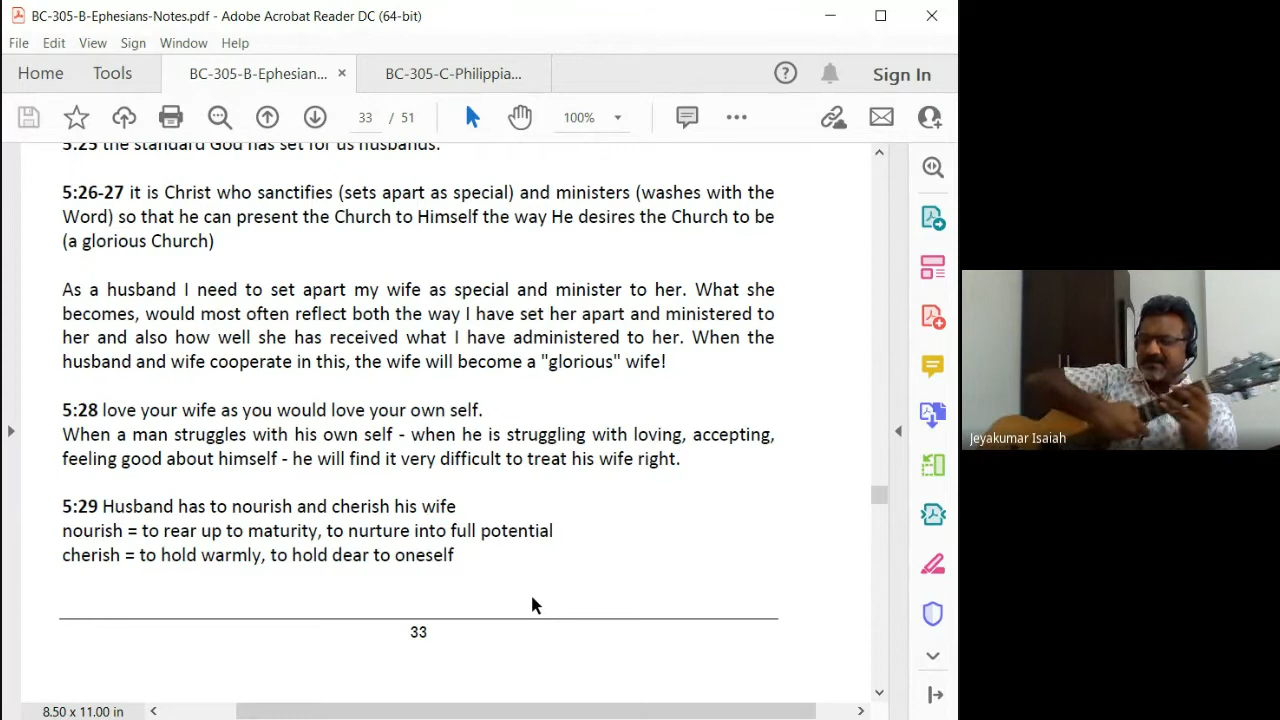 BC-305-B-Ephesians-Notes.pdf - Adobe Acrobat Reader DC (64-bit)
File Edit View Sign Window Help
Home Tools BC-305-B-Ephesian... × BC-305-C-Philippia... Sign In
33 / 51 100%
5.25 the standard God has set for us husbands.
5:26-27 it is Christ who sanctifies (sets apart as special) and ministers (washes with the
Word) so that he can present the Church to Himself the way He desires the Church to be
(a glorious Church)
As a husband I need to set apart my wife as special and minister to her. What she
becomes, would most often reflect both the way I have set her apart and ministered to
her and also how well she has received what I have administered to her. When the
husband and wife cooperate in this, the wife will become a "glorious" wife!
5:28 love your wife as you would love your own self.
When a man struggles with his own self - when he is struggling with loving, accepting,
feeling good about himself - he will find it very difficult to treat his wife right.
5:29 Husband has to nourish and cherish his wife
nourish = to rear up to maturity, to nurture into full potential
cherish = to hold warmly, to hold dear to oneself
33
8.50 x 11.00 in
Jeyakumar Isaiah